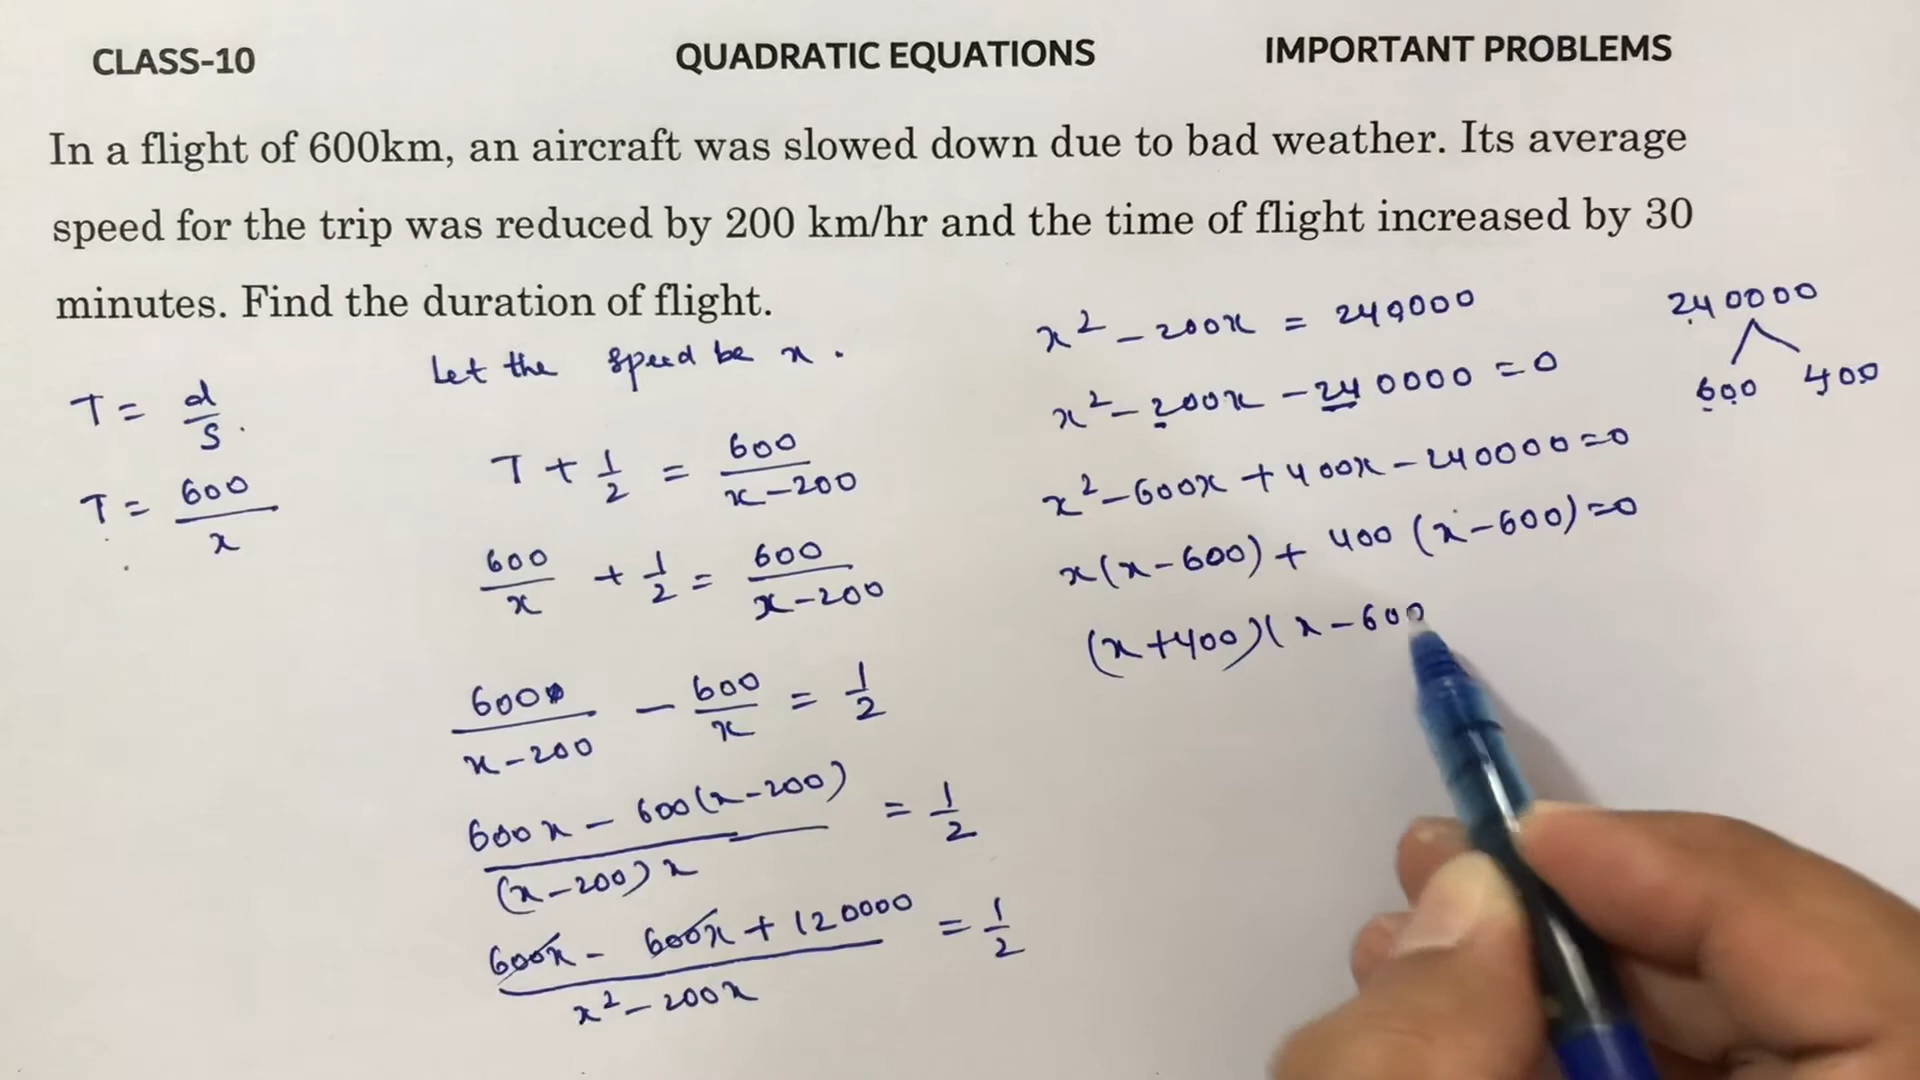 CLASS-10 QUADRATIC EQUATIONS IMPORTANT PROBLEMS
In a flight of 600km, an aircraft was slowed down due to bad weather. Its average
speed for the trip was reduced by 200 km/hr and the time of flight increased by 30
minutes. Find the duration of flight.
T = d/S.
T = 600/x
Let the speed be x.
T + 1/2 = 600/(x-200)
600/x + 1/2 = 600/(x-200)
600/(x-200) - 600/x = 1/2
(600x - 600(x-200))/((x-200)x) = 1/2
(600x - 600x + 120000)/(x² - 200x) = 1/2
x² - 200x = 240000
x² - 200x - 240000 = 0
x² - 600x + 400x - 240000 = 0
x(x-600) + 400(x-600) = 0
(x+400)(x-600
240000
600 400